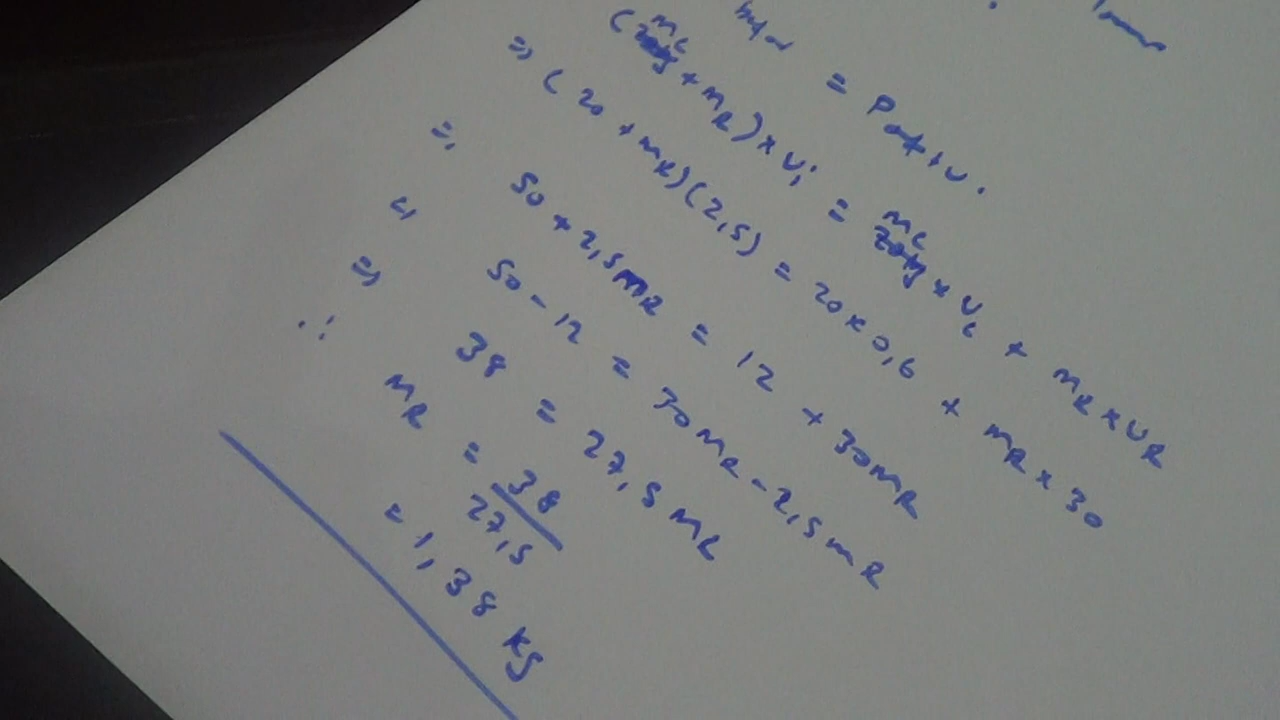 = P after.
(mc + mR) × vi = mc × vc + mR × vR
=> (20 + mR)(2,5) = 20 × 0,6 + mR × 30
=> 50 + 2,5mR = 12 + 30mR
=> 50 - 12 = 30mR - 2,5mR
=> 38 = 27,5 mR
∴ mR = 38/27,5
= 1,38 kg